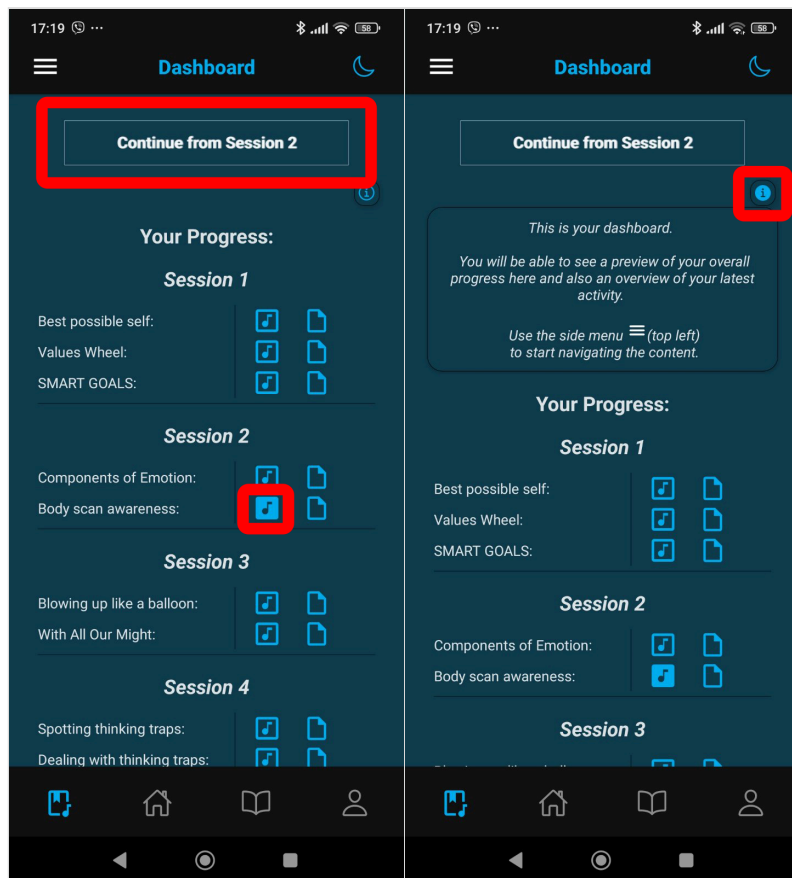 17:19 ...
58
Dashboard
Continue from Session 2
Your Progress:
Session 1
Best possible self:
Values Wheel:
SMART GOALS:
Session 2
Components of Emotion:
Body scan awareness:
Session 3
Blowing up like a balloon:
With All Our Might:
Session 4
Spotting thinking traps:
Dealing with thinking traps:
17:19 ...
58
Dashboard
Continue from Session 2
This is your dashboard.
You will be able to see a preview of your overall
progress here and also an overview of your latest
activity.
Use the side menu (top left)
to start navigating the content.
Your Progress:
Session 1
Best possible self:
Values Wheel:
SMART GOALS:
Session 2
Components of Emotion:
Body scan awareness:
Session 3